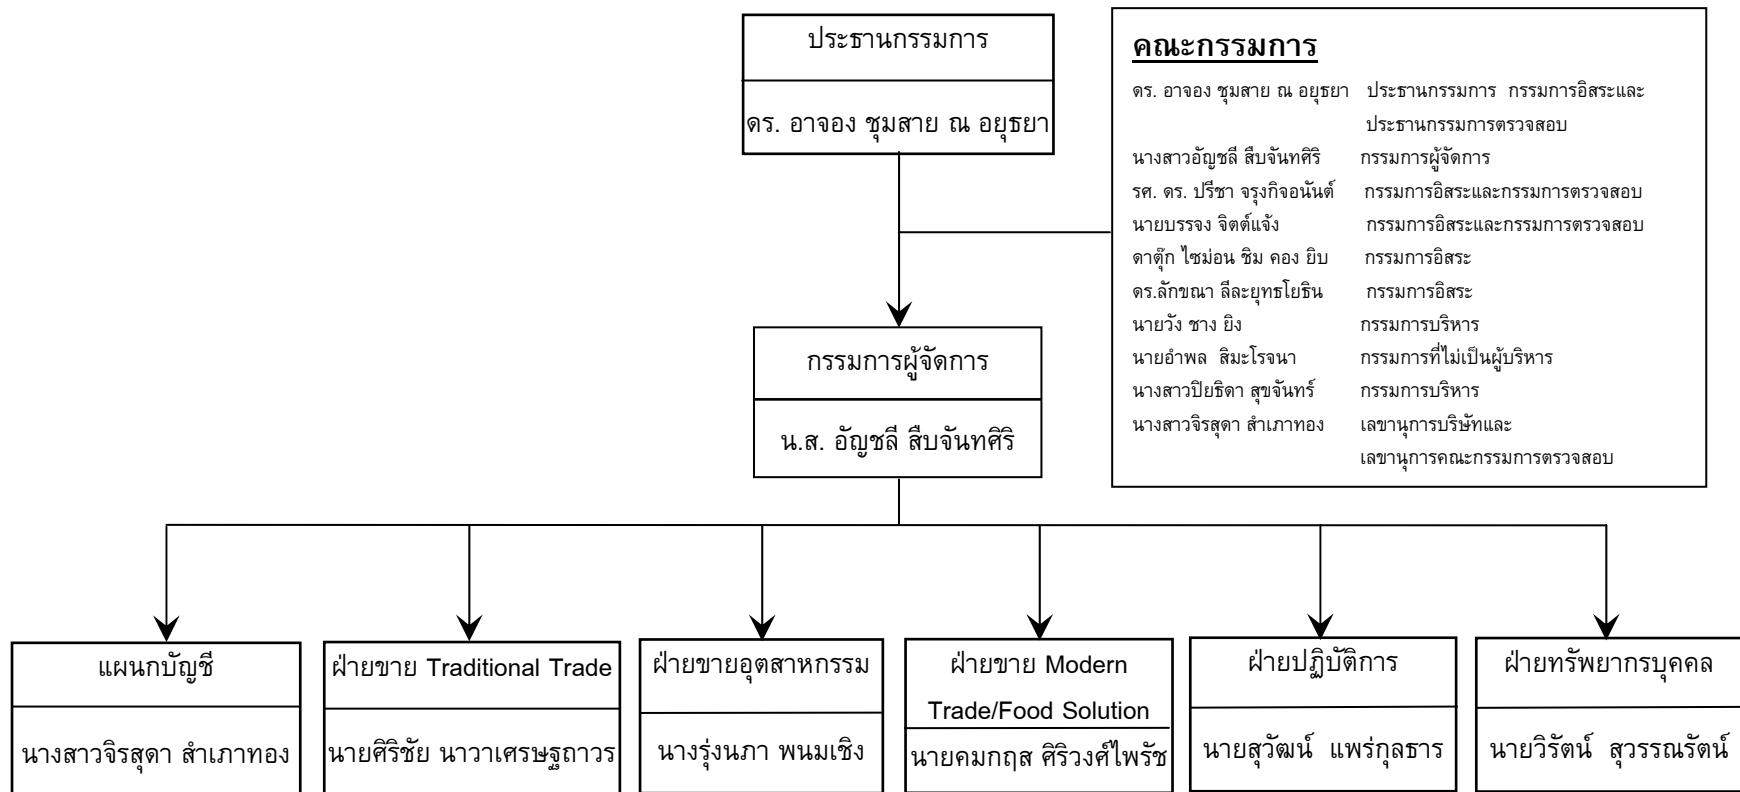 ประธานกรรมการ
ดร. อาจอง ชุมสาย ณ อยุธยา
คณะกรรมการ
ดร. อาจอง ชุมสาย ณ อยุธยา ประธานกรรมการ กรรมการอิสระและ
ประธานกรรมการตรวจสอบ
นางสาวอัญชลี สืบจันทศิริ กรรมการผู้จัดการ
รศ. ดร. ปรีชา จรุงกิจอนันต์ กรรมการอิสระและกรรมการตรวจสอบ
นายบรรจง จิตต์แจ้ง กรรมการอิสระและกรรมการตรวจสอบ
ดาตุ๊ก ไซม่อน ชิม คอง ยิบ กรรมการอิสระ
ดร.ลักขณา ลีละยุทธโยธิน กรรมการอิสระ
นายวัง ชาง ยิง กรรมการบริหาร
นายอำพล สิมะโรจนา กรรมการที่ไม่เป็นผู้บริหาร
นางสาวปิยธิดา สุขจันทร์ กรรมการบริหาร
นางสาวจิรสุดา สำเภาทอง เลขานุการบริษัทและ
เลขานุการคณะกรรมการตรวจสอบ
กรรมการผู้จัดการ
น.ส. อัญชลี สืบจันทศิริ
แผนกบัญชี
นางสาวจิรสุดา สำเภาทอง
ฝ่ายขาย Traditional Trade
นายศิริชัย นาวาเศรษฐถาวร
ฝ่ายขายอุตสาหกรรม
นางรุ่งนภา พนมเชิง
ฝ่ายขาย Modern
Trade/Food Solution
นายคมกฤส ศิริวงศ์ไพรัช
ฝ่ายปฏิบัติการ
นายสุวัฒน์ แพร่กุลธาร
ฝ่ายทรัพยากรบุคคล
นายวิรัตน์ สุวรรณรัตน์